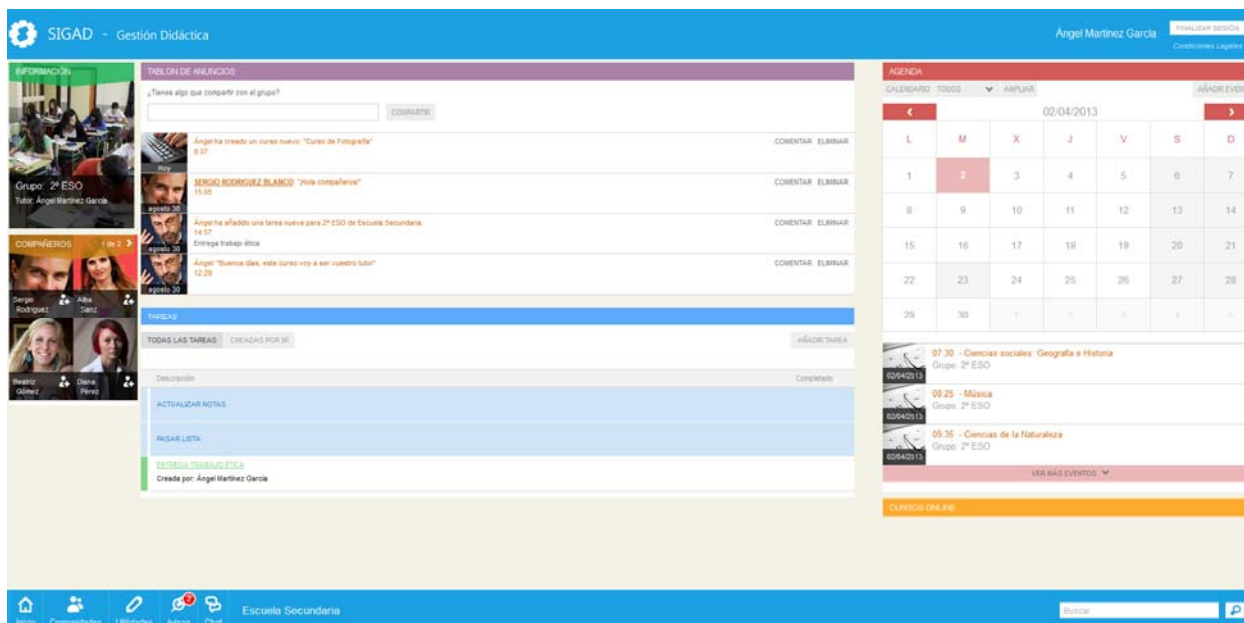 SIGAD - Gestión Didáctica
Ángel Martínez García
FINALIZAR SESIÓN
Condiciones Legales
INFORMACIÓN
Grupo: 2º ESO
Tutor: Ángel Martínez García
COMPAÑEROS 1 de 2
Sergio Rodríguez
Alba Sanz
Beatriz Gómez
Diana Pérez
TABLON DE ANUNCIOS
¿Tienes algo que compartir con el grupo?
COMPARTIR
Ángel ha creado un curso nuevo: "Curso de Fotografía"
8:37
Hoy
COMENTAR ELIMINAR
SERGIO RODRIGUEZ BLANCO: "¡Hola compañeros!"
15:05
agosto 30
COMENTAR ELIMINAR
Ángel ha añadido una tarea nueva para 2º ESO de Escuela Secundaria.
14:57
Entrega trabajo ética
agosto 30
COMENTAR ELIMINAR
Ángel: "Buenos días, este curso voy a ser vuestro tutor"
12:29
agosto 30
COMENTAR ELIMINAR
TAREAS
TODAS LAS TAREAS CREADAS POR MÍ AÑADIR TAREA
Descripción Completado
ACTUALIZAR NOTAS
PASAR LISTA
ENTREGA TRABAJO ÉTICA
Creada por: Ángel Martínez García
AGENDA
CALENDARIO TODOS AMPLIAR AÑADIR EVEN
02/04/2013
L M X J V S D
1 2 3 4 5 6 7
8 9 10 11 12 13 14
15 16 17 18 19 20 21
22 23 24 25 26 27 28
29 30 1 2 3 4 5
07:30 - Ciencias sociales: Geografía e Historia
Grupo: 2º ESO
02/04/2013
08:25 - Música
Grupo: 2º ESO
02/04/2013
09:35 - Ciencias de la Naturaleza
Grupo: 2º ESO
02/04/2013
VER MÁS EVENTOS
CURSOS ONLINE
Inicio Comunidades Utilidades Avisos Chat
Escuela Secundaria
Buscar